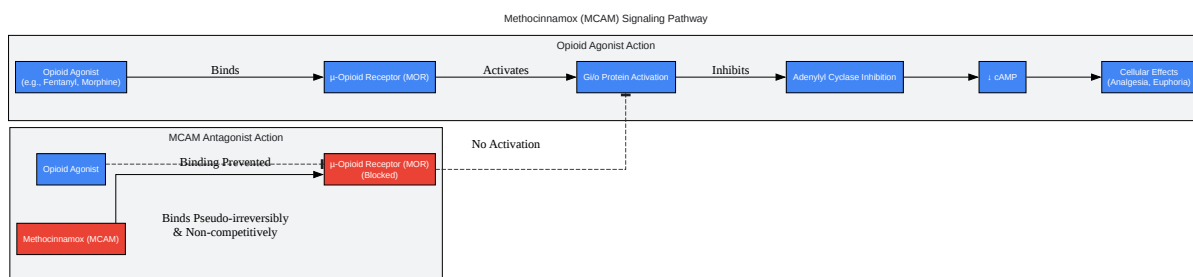 Methocinnamox (MCAM) Signaling Pathway
Opioid Agonist Action
Opioid Agonist
(e.g., Fentanyl, Morphine)
Binds
µ-Opioid Receptor (MOR)
Activates
Gi/o Protein Activation
Inhibits
Adenylyl Cyclase Inhibition
↓ cAMP
Cellular Effects
(Analgesia, Euphoria)
MCAM Antagonist Action
Opioid Agonist
Binding Prevented
µ-Opioid Receptor (MOR)
(Blocked)
No Activation
Methocinnamox (MCAM)
Binds Pseudo-irreversibly
& Non-competitively